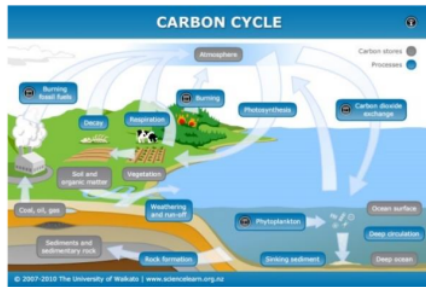 CARBON CYCLE
Atmosphere
Carbon stores
Processes
Burning
fossil fuels
Burning
Decay
Respiration
Photosynthesis
Carbon dioxide
exchange
Soil and
organic matter
Vegetation
Coal, oil, gas
Weathering
and run-off
Phytoplankton
Ocean surface
Deep circulation
Sediments and
sedimentary rock
Rock formation
Sinking sediment
Deep ocean
© 2007-2010 The University of Waikato | www.sciencelearn.org.nz